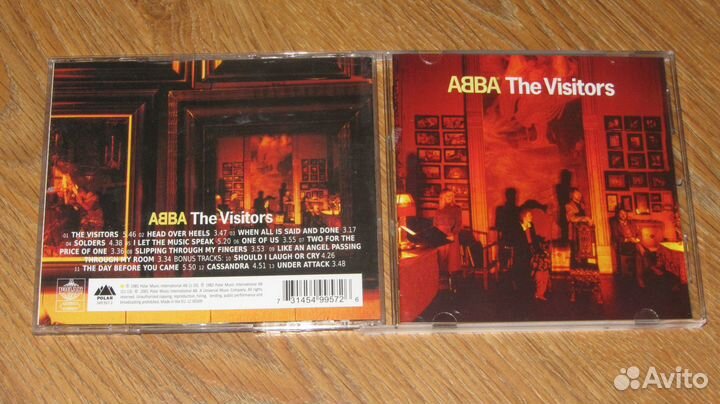 ABBA The Visitors
ABBA The Visitors
01 THE VISITORS 5.46 02 HEAD OVER HEELS 3.47 03 WHEN ALL IS SAID AND DONE 3.17
04 SOLDERS 4.38 05 I LET THE MUSIC SPEAK 5.20 06 ONE OF US 3.55 07 TWO FOR THE
PRICE OF ONE 3.36 08 SLIPPING THROUGH MY FINGERS 3.53 09 LIKE AN ANGEL PASSING
THROUGH MY ROOM 3.34 BONUS TRACKS: 10 SHOULD I LAUGH OR CRY 4.26
11 THE DAY BEFORE YOU CAME 5.50 12 CASSANDRA 4.51 13 UNDER ATTACK 3.48
POLAR
7 31454 99572 6
Avito